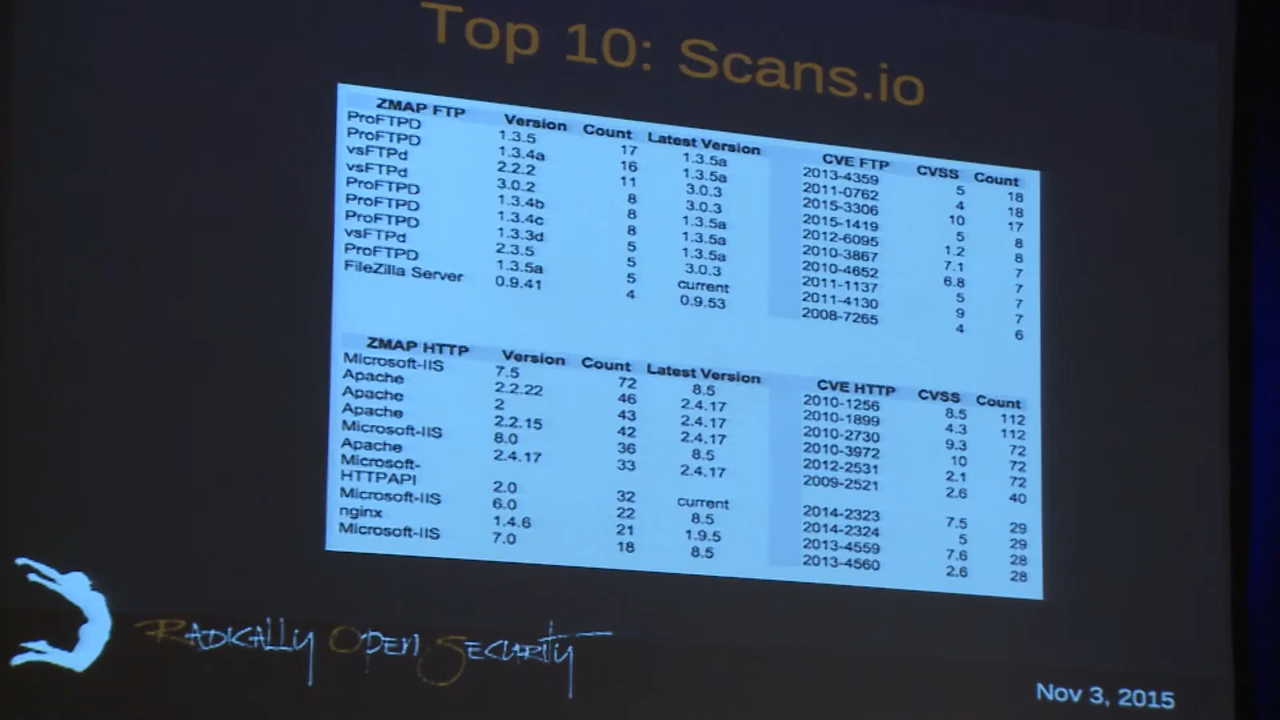 Top 10: Scans.io
ZMAP FTP Version Count Latest Version CVE FTP CVSS Count
ProFTPD 1.3.5 17 1.3.5a 2013-4359 5 18
ProFTPD 1.3.4a 16 1.3.5a 2011-0762 4 18
vsFTPd 2.2.2 11 3.0.3 2015-3306 10 17
vsFTPd 3.0.2 8 3.0.3 2015-1419 5 8
ProFTPD 1.3.4b 8 1.3.5a 2012-6095 1.2 8
ProFTPD 1.3.4c 8 1.3.5a 2010-3867 7.1 7
ProFTPD 1.3.3d 5 1.3.5a 2010-4652 6.8 7
vsFTPd 2.3.5 5 3.0.3 2011-1137 5 7
ProFTPD 1.3.5a 5 current 2011-4130 9 7
FileZilla Server 0.9.41 4 0.9.53 2008-7265 4 6
ZMAP HTTP Version Count Latest Version CVE HTTP CVSS Count
Microsoft-IIS 7.5 72 8.5 2010-1256 8.5 112
Apache 2.2.22 46 2.4.17 2010-1899 4.3 112
Apache 2 43 2.4.17 2010-2730 9.3 72
Apache 2.2.15 42 2.4.17 2010-3972 10 72
Microsoft-IIS 8.0 36 8.5 2012-2531 2.1 72
Apache 2.4.17 33 2.4.17 2009-2521 2.6 40
Microsoft-
HTTPAPI 2.0 32 current 2014-2323 7.5 29
Microsoft-IIS 6.0 22 8.5 2014-2324 5 29
nginx 1.4.6 21 1.9.5 2013-4559 7.6 28
Microsoft-IIS 7.0 18 8.5 2013-4560 2.6 28
RADICALLY OPEN SECURITY
Nov 3, 2015